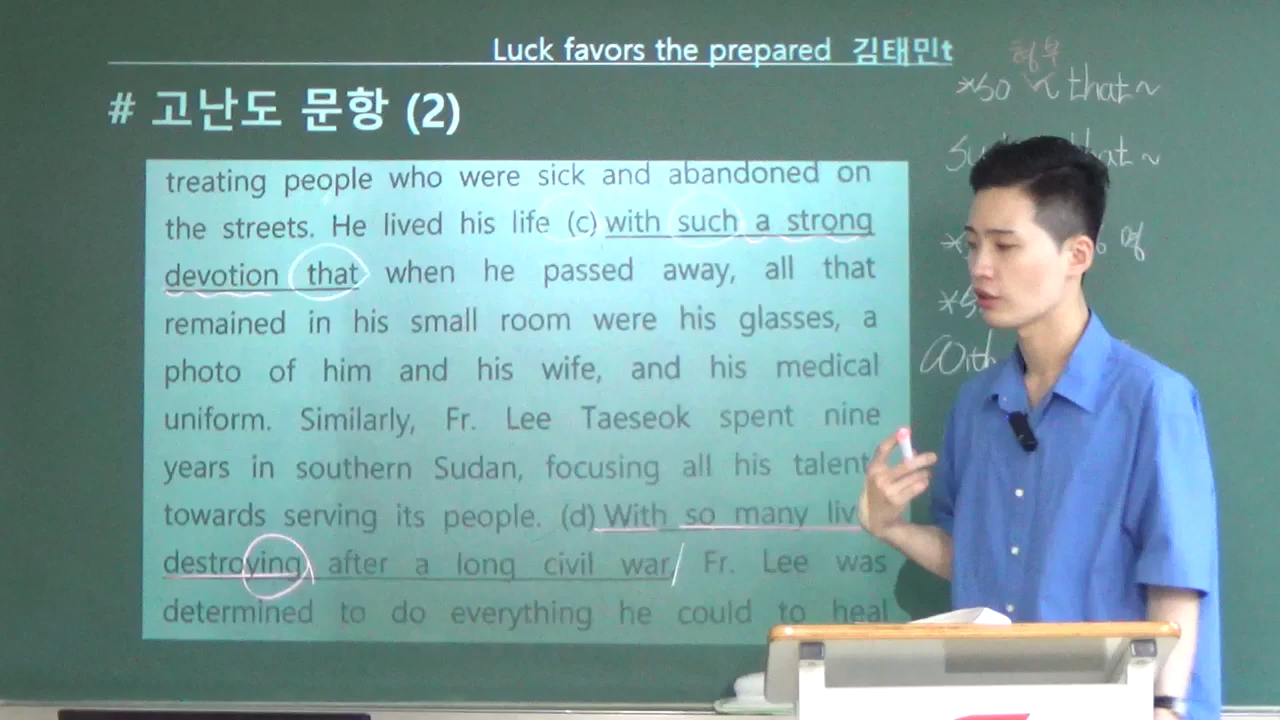 Luck favors the prepared 김태민t
# 고난도 문항 (2)
treating people who were sick and abandoned on
the streets. He lived his life (c) with such a strong
devotion that when he passed away, all that
remained in his small room were his glasses, a
photo of him and his wife, and his medical
uniform. Similarly, Fr. Lee Taeseok spent nine
years in southern Sudan, focusing all his talent
towards serving its people. (d) With so many
destroying after a long civil war, Fr. Lee was
determined to do everything he could to heal
*so that~
that ~
With